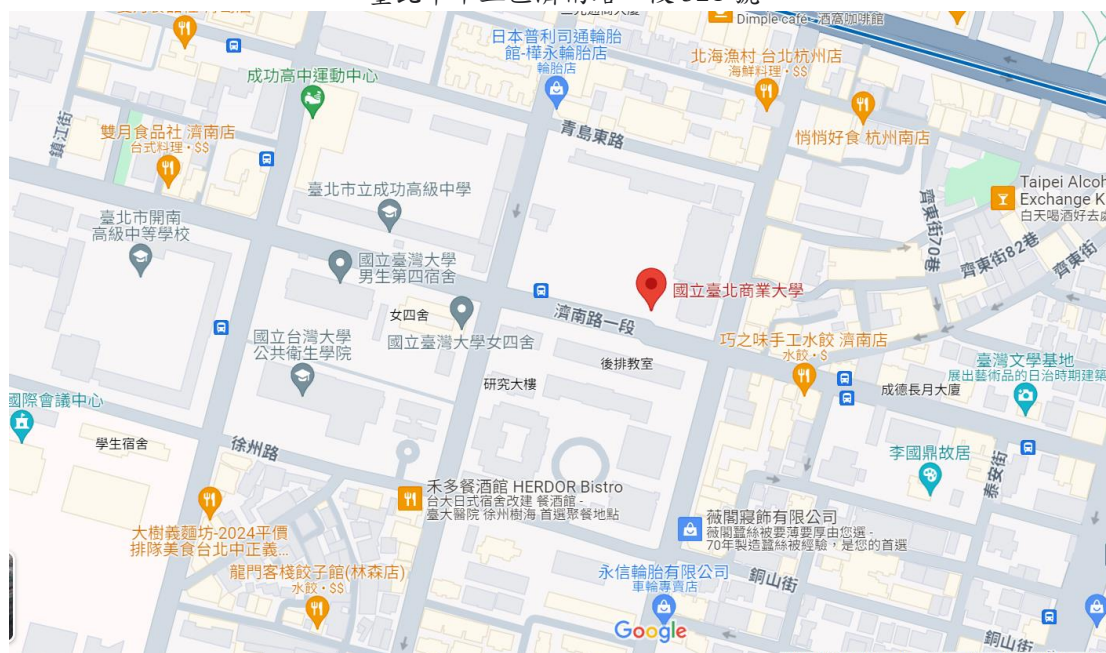 Dimple cafe - 酒窩咖啡館
日本普利司通輪胎
館-樺永輪胎店
輪胎店
北海漁村 台北杭州店
海鮮料理・$$
成功高中運動中心
悄悄好食 杭州南店
青島東路
鎮江街
雙月食品社 濟南店
台式料理・$$
臺北市立成功高級中學
Taipei Alcoh
Exchange K
白天喝酒好去處
齊東街70巷
齊東街82巷
齊東街
臺北市開南
高級中等學校
國立臺灣大學
男生第四宿舍
國立臺北商業大學
女四舍
國立臺灣大學女四舍
濟南路一段
國立台灣大學
公共衛生學院
後排教室
巧之味手工水餃 濟南店
水餃・$
研究大樓
臺灣文學基地
展出藝術品的日治時期建築
成德長月大廈
國際會議中心
學生宿舍
徐州路
李國鼎故居
泰安街
禾多餐酒館 HERDOR Bistro
台大日式宿舍改建 餐酒館 -
臺大醫院 徐州樹海 首選聚餐地點
大樹義麵坊-2024平價
排隊美食台北中正義...
薇閣寢飾有限公司
薇閣蠶絲被要薄要厚由您選 -
70年製造蠶絲被經驗，是您的首選
龍門客棧餃子館(林森店)
水餃・$$
永信輪胎有限公司
車輪專賣店
銅山街
Google
銅山街